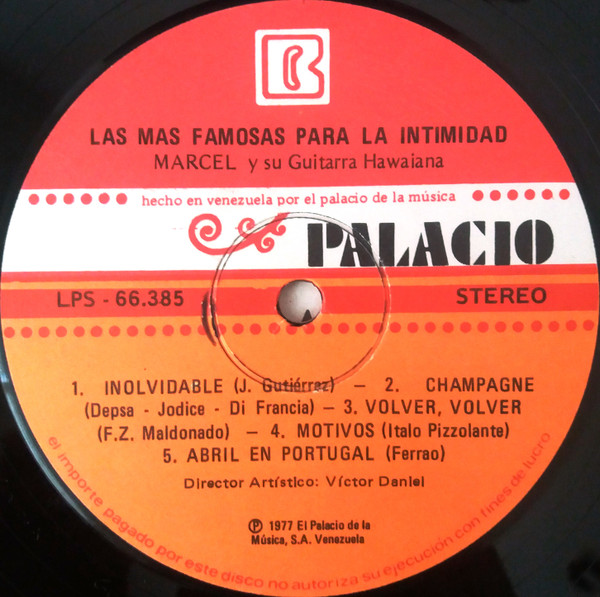 B
LAS MAS FAMOSAS PARA LA INTIMIDAD
MARCEL y su Guitarra Hawaiana
hecho en venezuela por el palacio de la música
PALACIO
LPS - 66.385 STEREO
1. INOLVIDABLE (J. Gutiérrez) — 2. CHAMPAGNE
(Depsa - Jodice - Di Francia) — 3. VOLVER, VOLVER
(F.Z. Maldonado) — 4. MOTIVOS (Italo Pizzolante)
5. ABRIL EN PORTUGAL (Ferrao)
Director Artístico: Víctor Daniel
Ⓟ 1977 El Palacio de la
Música, S.A. Venezuela
el importe pagado por este disco no autoriza su ejecución con fines de lucro